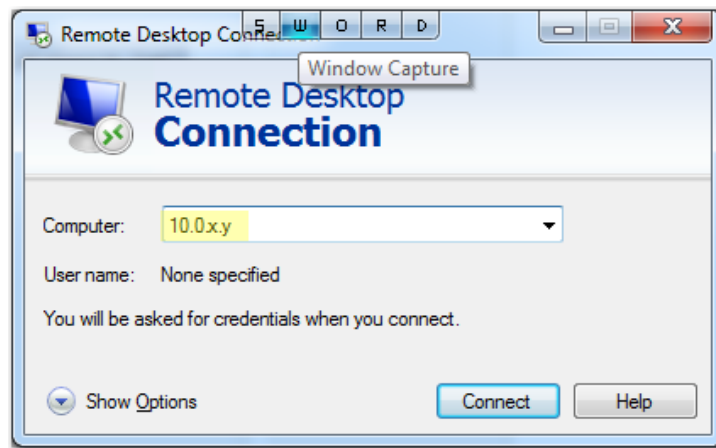 Remote Desktop Con
S W O R D
Window Capture
Remote Desktop
Connection
Computer: 10.0.x.y
User name: None specified
You will be asked for credentials when you connect.
Show Options
Connect Help